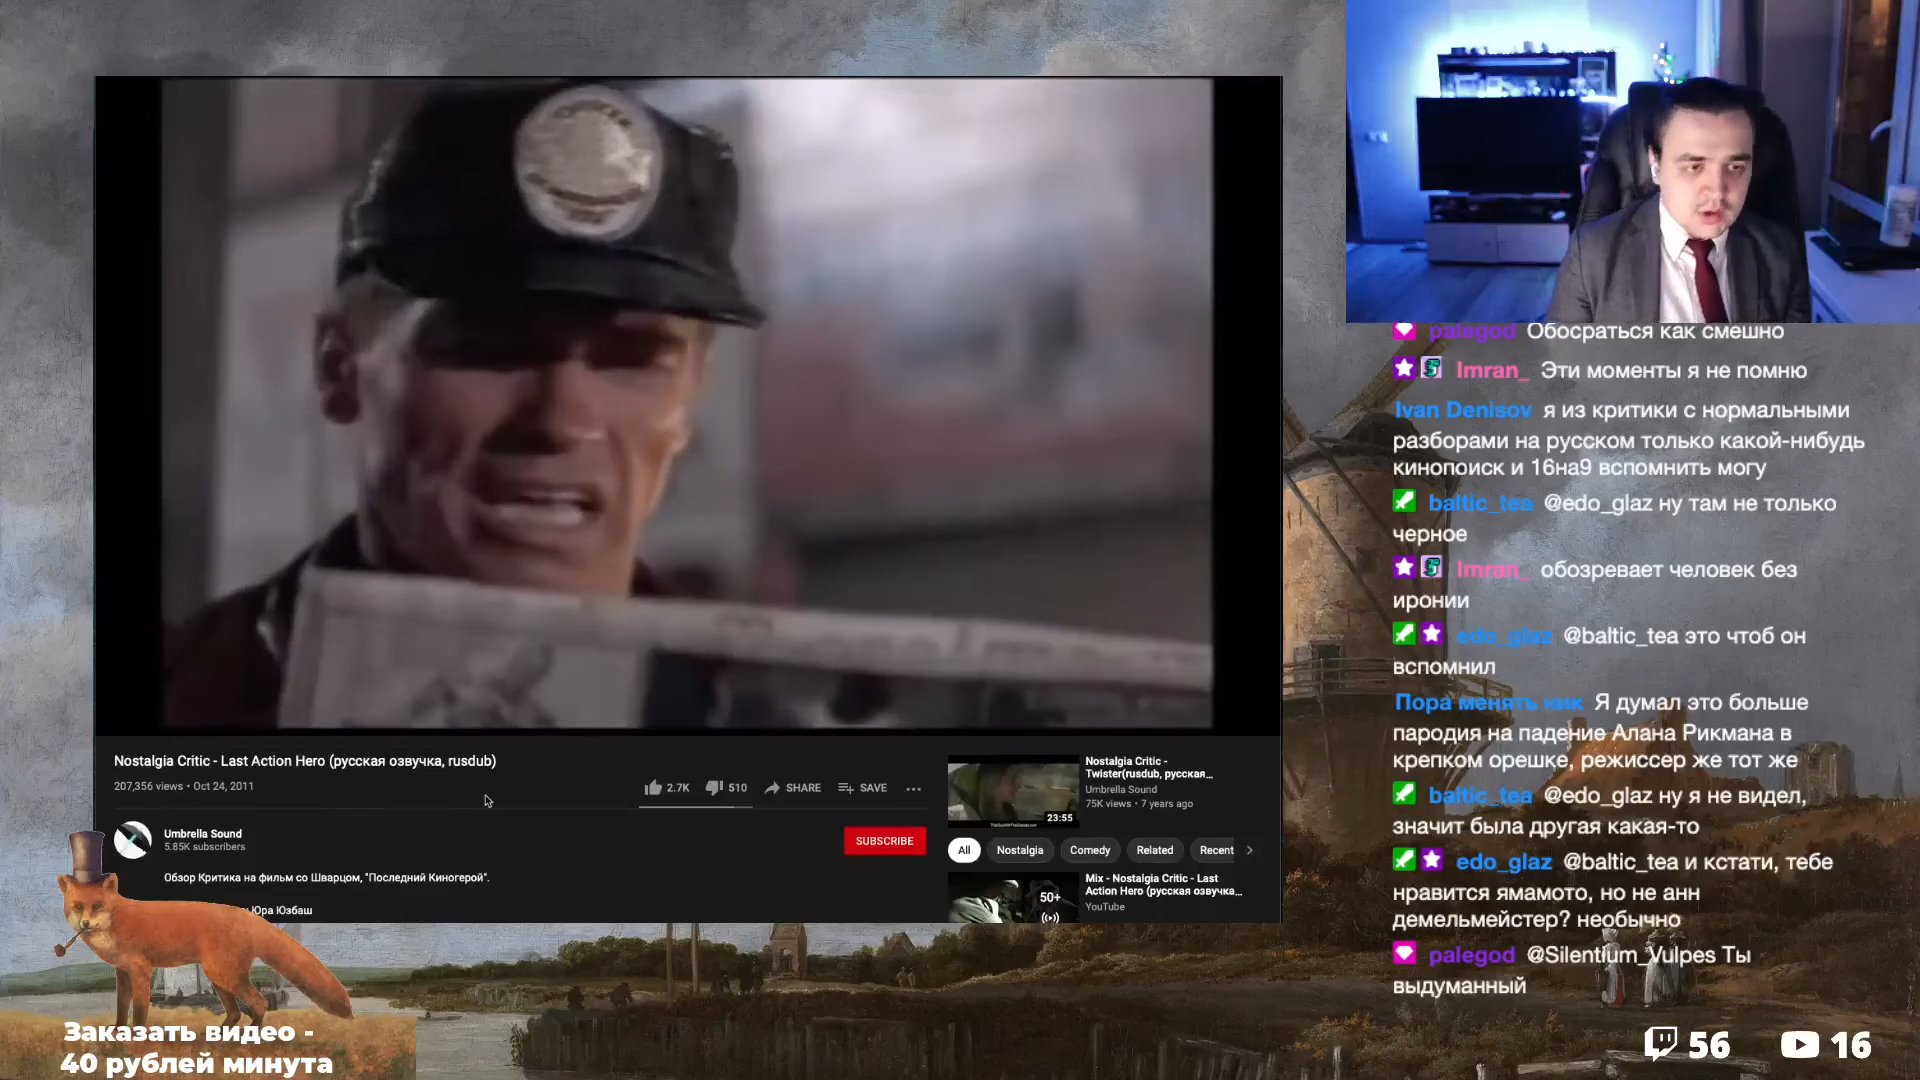 Nostalgia Critic - Last Action Hero (русская озвучка, rusdub)
207,356 views • Oct 24, 2011
2.7K
510
SHARE
SAVE
Umbrella Sound
5.85K subscribers
SUBSCRIBE
Обзор Критика на фильм со Шварцом, "Последний Киногерой".
Юра Юзбаш
Nostalgia Critic -
Twister(rusdub, русская...
Umbrella Sound
75K views • 7 years ago
23:55
All
Nostalgia
Comedy
Related
Recent
50+
Mix - Nostalgia Critic - Last
Action Hero (русская озвучка...
YouTube
palegod Обосраться как смешно
Imran_ Эти моменты я не помню
Ivan Denisov я из критики с нормальными
разборами на русском только какой-нибудь
кинопоиск и 16на9 вспомнить могу
baltic_tea @edo_glaz ну там не только
черное
Imran_ обозревает человек без
иронии
edo_glaz @baltic_tea это чтоб он
вспомнил
Пора менять ник Я думал это больше
пародия на падение Алана Рикмана в
крепком орешке, режиссер же тот же
baltic_tea @edo_glaz ну я не видел,
значит была другая какая-то
edo_glaz @baltic_tea и кстати, тебе
нравится ямамото, но не анн
демельмейстер? необычно
palegod @Silentium_Vulpes Ты
выдуманный
Заказать видео -
40 рублей минута
56
16